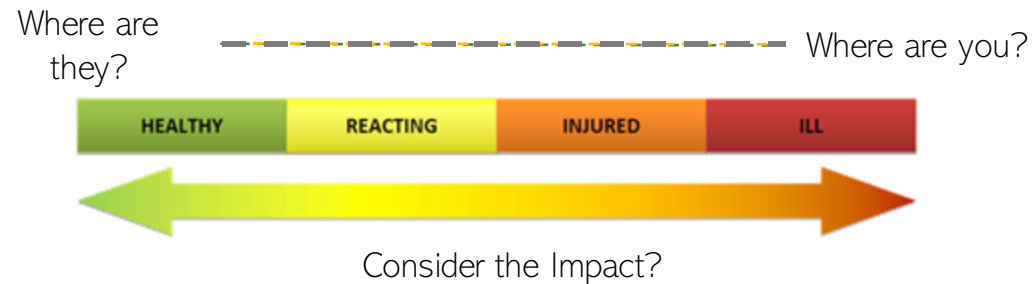 Where are
they?
Where are you?
HEALTHY REACTING INJURED ILL
Consider the Impact?